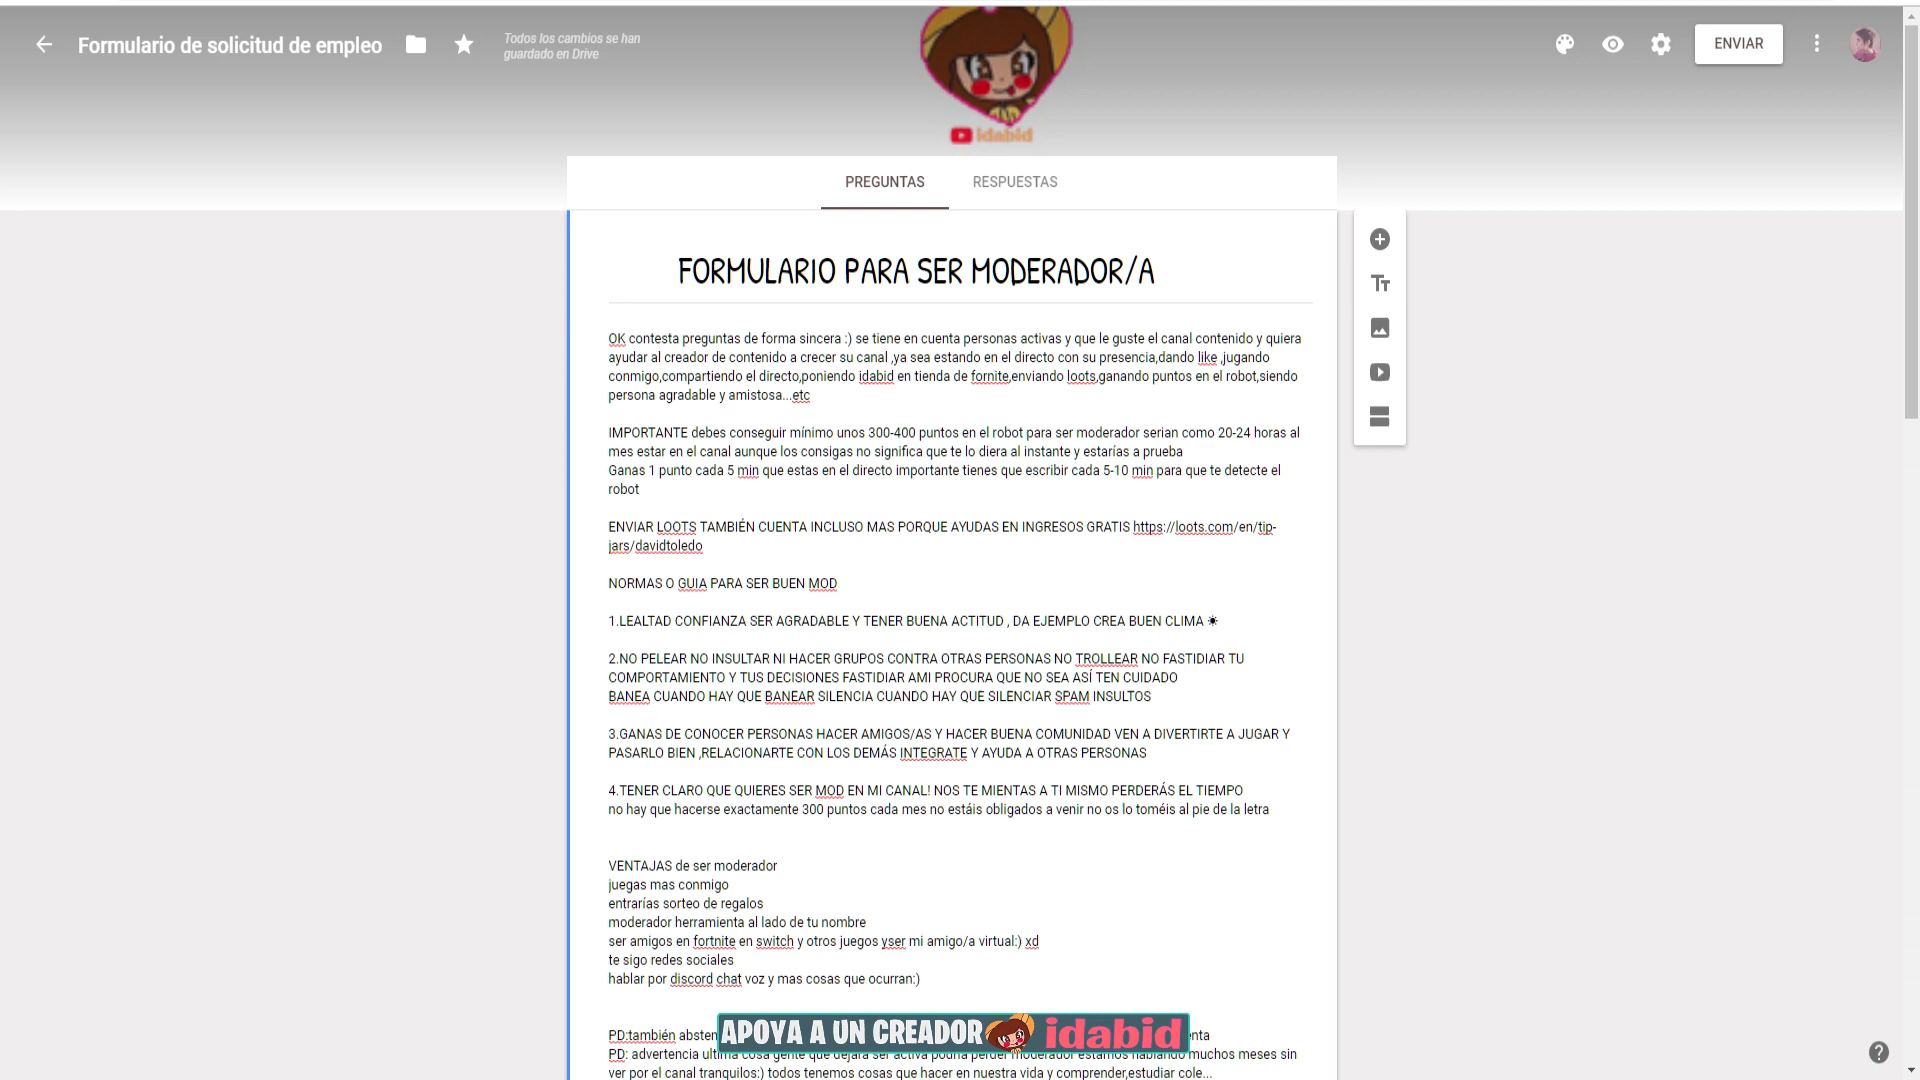 Formulario de solicitud de empleo
Todos los cambios se han
guardado en Drive
ENVIAR
idabid
PREGUNTAS
RESPUESTAS
FORMULARIO PARA SER MODERADOR/A
OK contesta preguntas de forma sincera :) se tiene en cuenta personas activas y que le guste el canal contenido y quiera
ayudar al creador de contenido a crecer su canal ,ya sea estando en el directo con su presencia,dando like ,jugando
conmigo,compartiendo el directo,poniendo idabid en tienda de fornite,enviando loots,ganando puntos en el robot,siendo
persona agradable y amistosa...etc
IMPORTANTE debes conseguir mínimo unos 300-400 puntos en el robot para ser moderador serian como 20-24 horas al
mes estar en el canal aunque los consigas no significa que te lo diera al instante y estarías a prueba
Ganas 1 punto cada 5 min que estas en el directo importante tienes que escribir cada 5-10 min para que te detecte el
robot
ENVIAR LOOTS TAMBIÉN CUENTA INCLUSO MAS PORQUE AYUDAS EN INGRESOS GRATIS https://loots.com/en/tip-
jars/davidtoledo
NORMAS O GUIA PARA SER BUEN MOD
1.LEALTAD CONFIANZA SER AGRADABLE Y TENER BUENA ACTITUD , DA EJEMPLO CREA BUEN CLIMA ☀
2.NO PELEAR NO INSULTAR NI HACER GRUPOS CONTRA OTRAS PERSONAS NO TROLLEAR NO FASTIDIAR TU
COMPORTAMIENTO Y TUS DECISIONES FASTIDIAR AMI PROCURA QUE NO SEA ASÍ TEN CUIDADO
BANEA CUANDO HAY QUE BANEAR SILENCIA CUANDO HAY QUE SILENCIAR SPAM INSULTOS
3.GANAS DE CONOCER PERSONAS HACER AMIGOS/AS Y HACER BUENA COMUNIDAD VEN A DIVERTIRTE A JUGAR Y
PASARLO BIEN ,RELACIONARTE CON LOS DEMÁS INTEGRATE Y AYUDA A OTRAS PERSONAS
4.TENER CLARO QUE QUIERES SER MOD EN MI CANAL! NOS TE MIENTAS A TI MISMO PERDERÁS EL TIEMPO
no hay que hacerse exactamente 300 puntos cada mes no estáis obligados a venir no os lo toméis al pie de la letra
VENTAJAS de ser moderador
juegas mas conmigo
entrarías sorteo de regalos
moderador herramienta al lado de tu nombre
ser amigos en fortnite en switch y otros juegos yser mi amigo/a virtual:) xd
te sigo redes sociales
hablar por discord chat voz y mas cosas que ocurran:)
PD:también
APOYA A UN CREADOR idabid
PD: advertencia ultima cosa gente que dejara ser activa podria perder moderador estamos hablando muchos meses sin
ver por el canal tranquilos:) todos tenemos cosas que hacer en nuestra vida y comprender,estudiar cole...